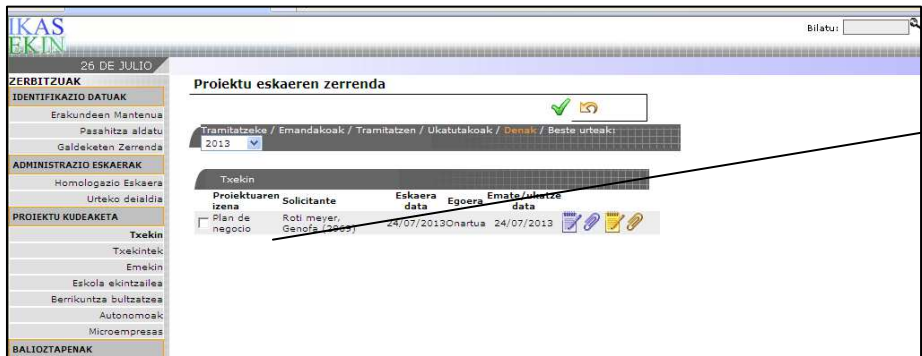 IKAS
EKIN
Bilatu:
26 DE JULIO
ZERBITZUAK
IDENTIFIKAZIO DATUAK
Erakundeen Mantenua
Pasahitza aldatu
Galdeketen Zerrenda
ADMINISTRAZIO ESKAERAK
Homologazio Eskaera
Urteko deialdia
PROIEKTU KUDEAKETA
Txekin
Txekintek
Emekin
Eskola ekintzailea
Berrikuntza bultzatzea
Autonomoak
Microempresas
BALIOZTAPENAK
Proiektu eskaeren zerrenda
Tramitatzeke / Emandakoak / Tramitatzen / Ukatutakoak / Denak / Beste urteak:
2013
Txekin
Proiektuaren izena Solicitante Eskaera data Egoera Emate/ukatze data
Plan de negocio Roti meyer, Genofa 24/07/2013 Onartua 24/07/2013